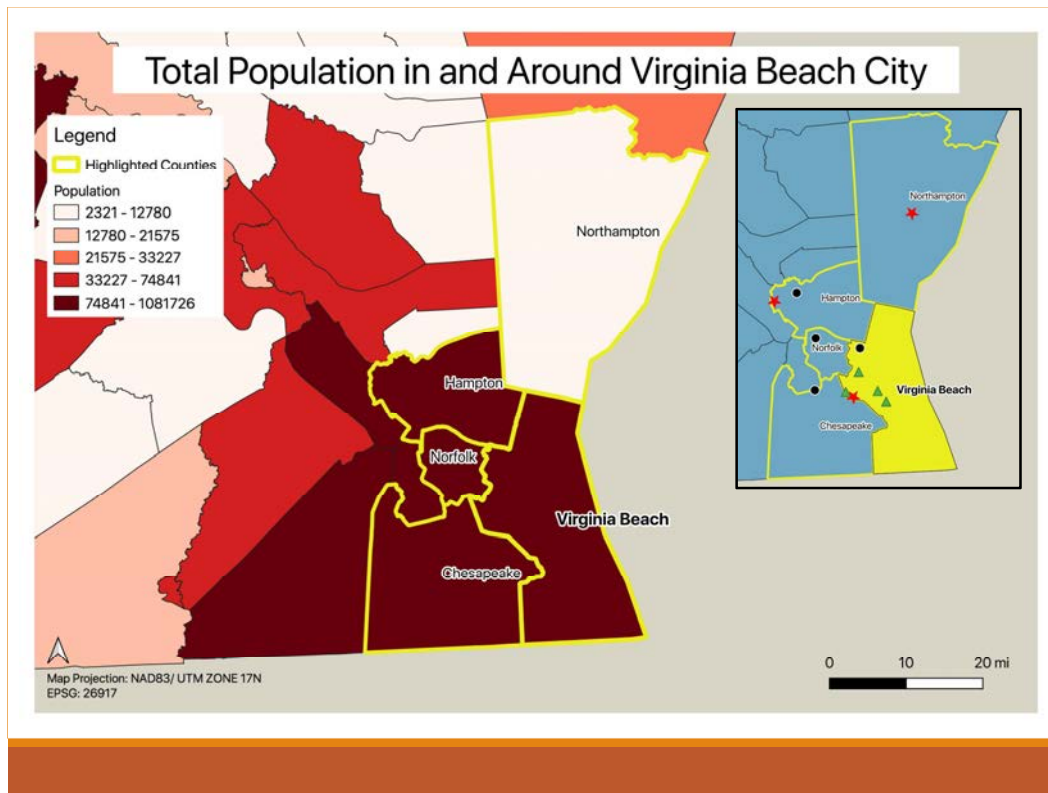 Total Population in and Around Virginia Beach City
Legend
Highlighted Counties
Population
2321 - 12780
12780 - 21575
21575 - 33227
33227 - 74841
74841 - 1081726
Northampton
Hampton
Norfolk
Virginia Beach
Chesapeake
Northampton
Hampton
Norfolk
Virginia Beach
Chesapeake
Map Projection: NAD83/ UTM ZONE 17N
EPSG: 26917
0 10 20 mi